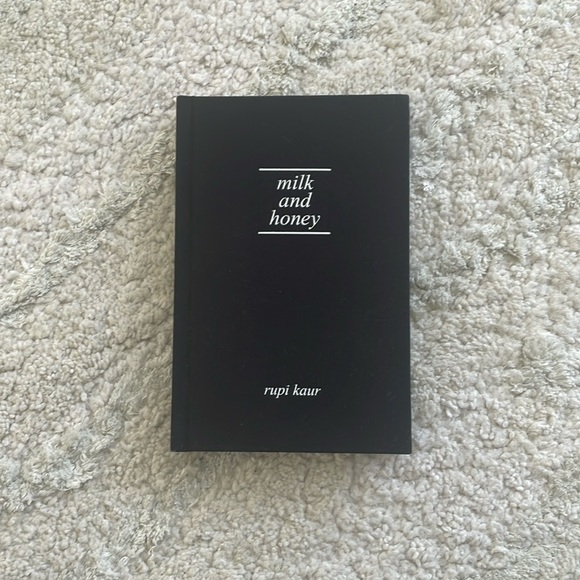 milk
and
honey
rupi kaur